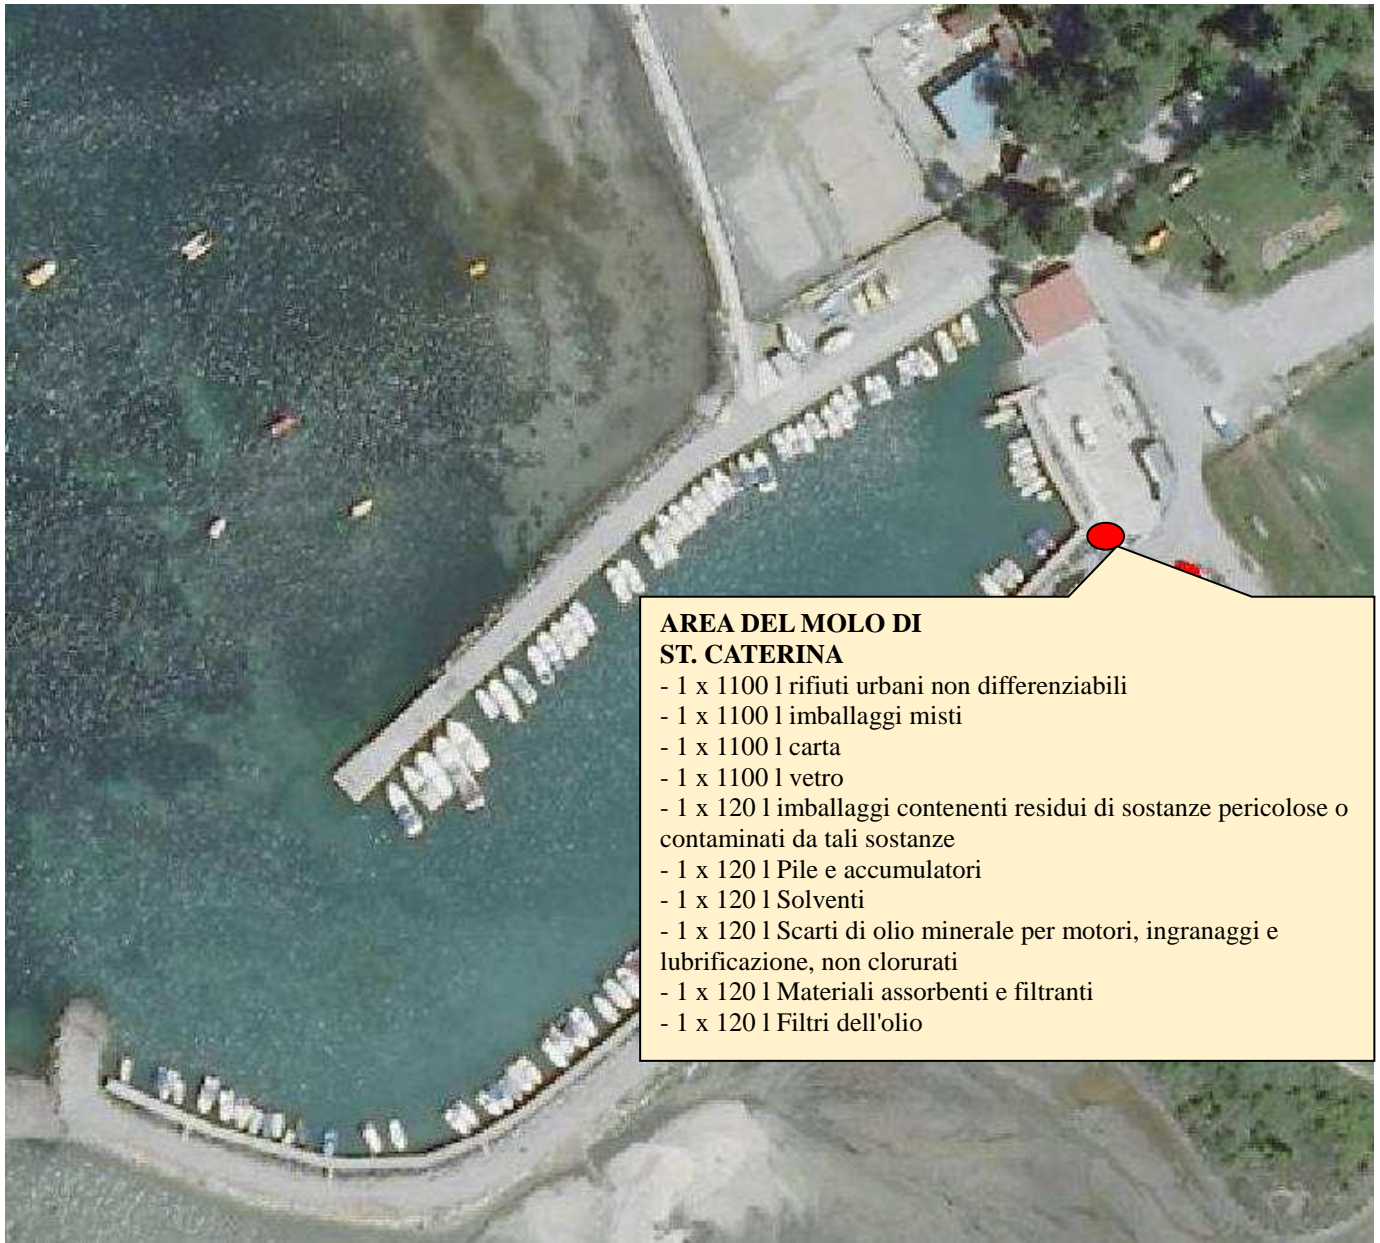 AREA DEL MOLO DI
ST. CATERINA
- 1 x 1100 l rifiuti urbani non differenziabili
- 1 x 1100 l imballaggi misti
- 1 x 1100 l carta
- 1 x 1100 l vetro
- 1 x 120 l imballaggi contenenti residui di sostanze pericolose o
contaminati da tali sostanze
- 1 x 120 l Pile e accumulatori
- 1 x 120 l Solventi
- 1 x 120 l Scarti di olio minerale per motori, ingranaggi e
lubrificazione, non clorurati
- 1 x 120 l Materiali assorbenti e filtranti
- 1 x 120 l Filtri dell'olio